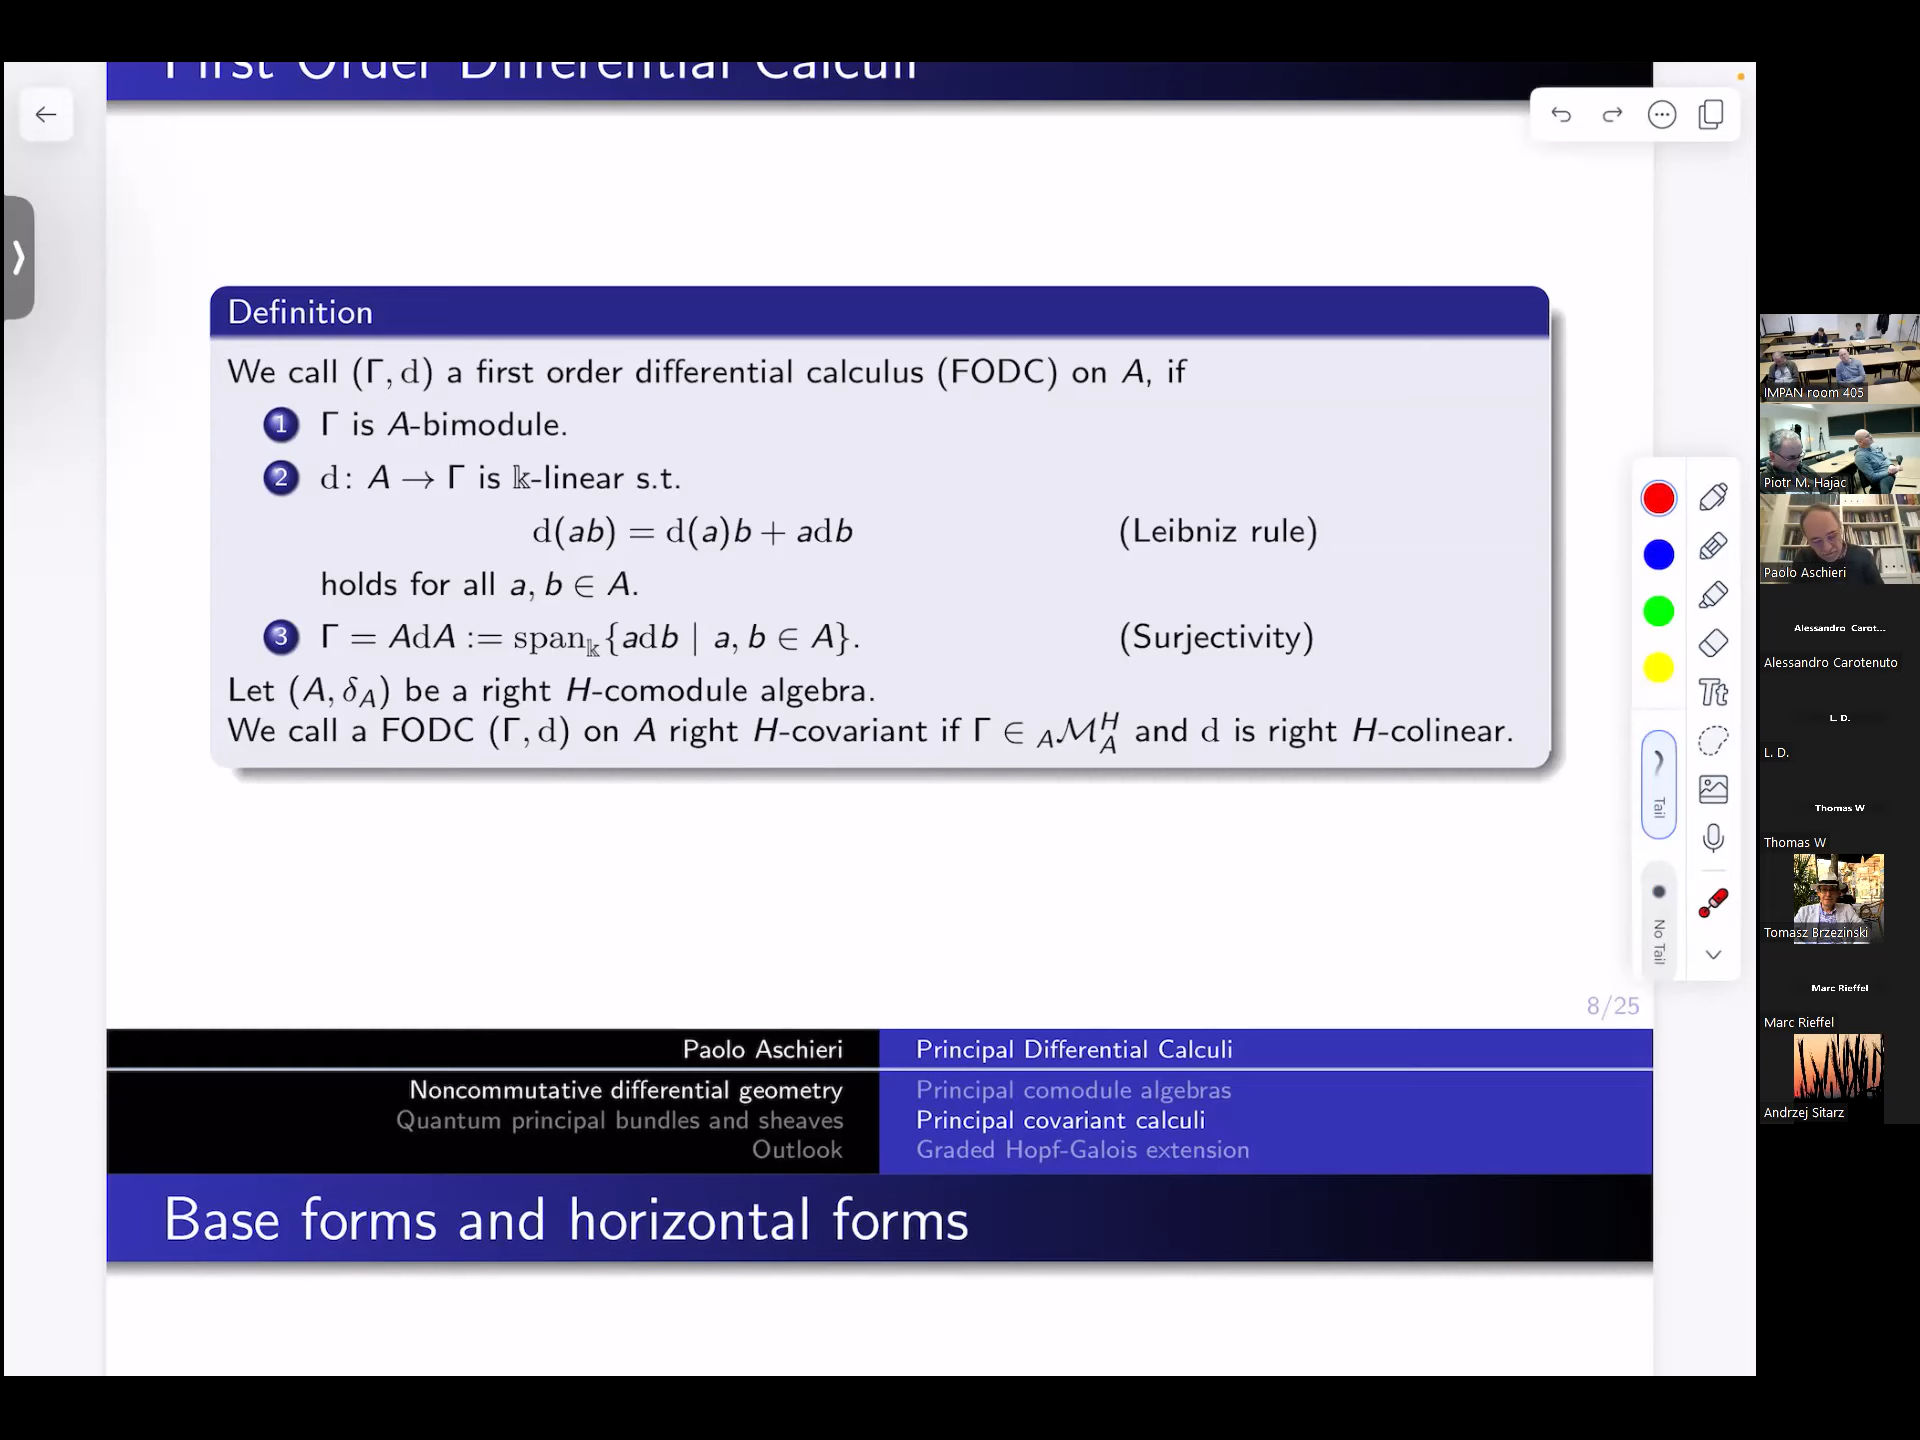 First Order Differential Calculi
Definition
We call (Γ, d) a first order differential calculus (FODC) on A, if
1 Γ is A-bimodule.
2 d: A → Γ is 𝕜-linear s.t.
d(ab) = d(a)b + adb (Leibniz rule)
holds for all a, b ∈ A.
3 Γ = AdA := span_𝕜{adb | a, b ∈ A}. (Surjectivity)
Let (A, δ_A) be a right H-comodule algebra.
We call a FODC (Γ, d) on A right H-covariant if Γ ∈ _Aℳ_A^H and d is right H-colinear.
8/25
Paolo Aschieri Principal Differential Calculi
Noncommutative differential geometry Principal comodule algebras
Quantum principal bundles and sheaves Principal covariant calculi
Outlook Graded Hopf-Galois extension
Base forms and horizontal forms
Tt
Tail
No Tail
IMPAN room 405
Piotr M. Hajac
Paolo Aschieri
Alessandro Carot...
Alessandro Carotenuto
L. D.
L. D.
Thomas W
Thomas W
Tomasz Brzezinski
Marc Rieffel
Marc Rieffel
Andrzej Sitarz